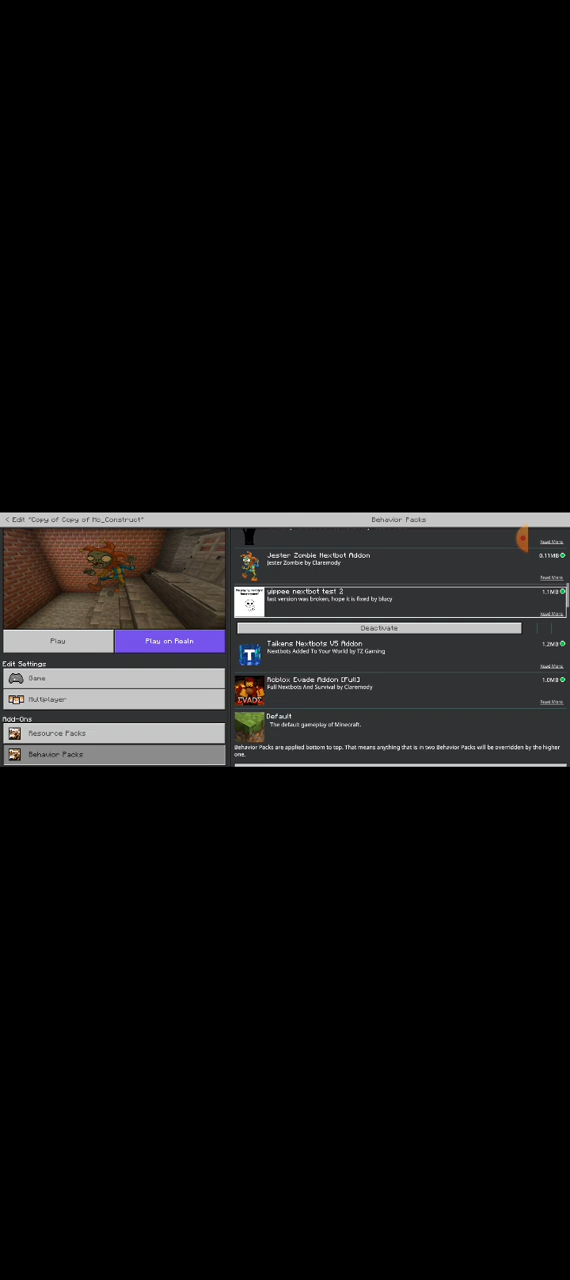 < Edit "Copy of Copy of Mc_Construct"
Behavior Packs
Read More
Jester Zombie Nextbot Addon
0.11MB
Jester Zombie by Claremody
Read More
yippee nextbot test 2
1.1MB
last version was broken, hope it is fixed by blucy
Read More
Deactivate
Taikens Nextbots V5 Addon
1.2MB
Nextbots Added To Your World by TZ Gaming
Read More
Roblox Evade Addon [Full]
1.0MB
Full Nextbots And Survival by Claremody
EVADE
Read More
Default
The default gameplay of Minecraft.
Behavior Packs are applied bottom to top. That means anything that is in two Behavior Packs will be overridden by the higher
one.
Play
Play on Realm
Edit Settings
Game
Multiplayer
Add-Ons
Resource Packs
Behavior Packs